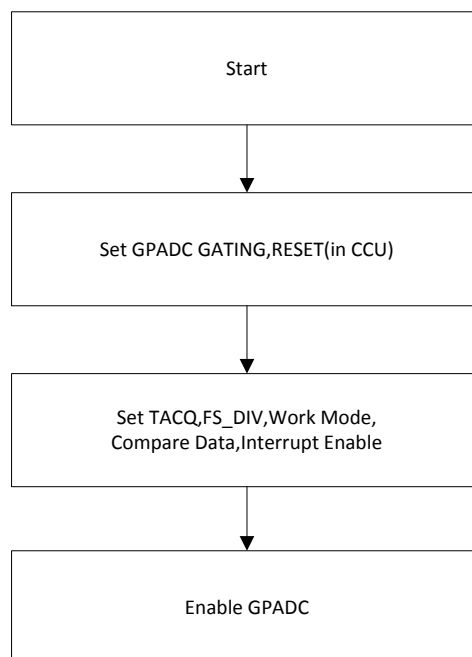 Start
Set GPADC GATING,RESET(in CCU)
Set TACQ,FS_DIV,Work Mode,
Compare Data,Interrupt Enable
Enable GPADC